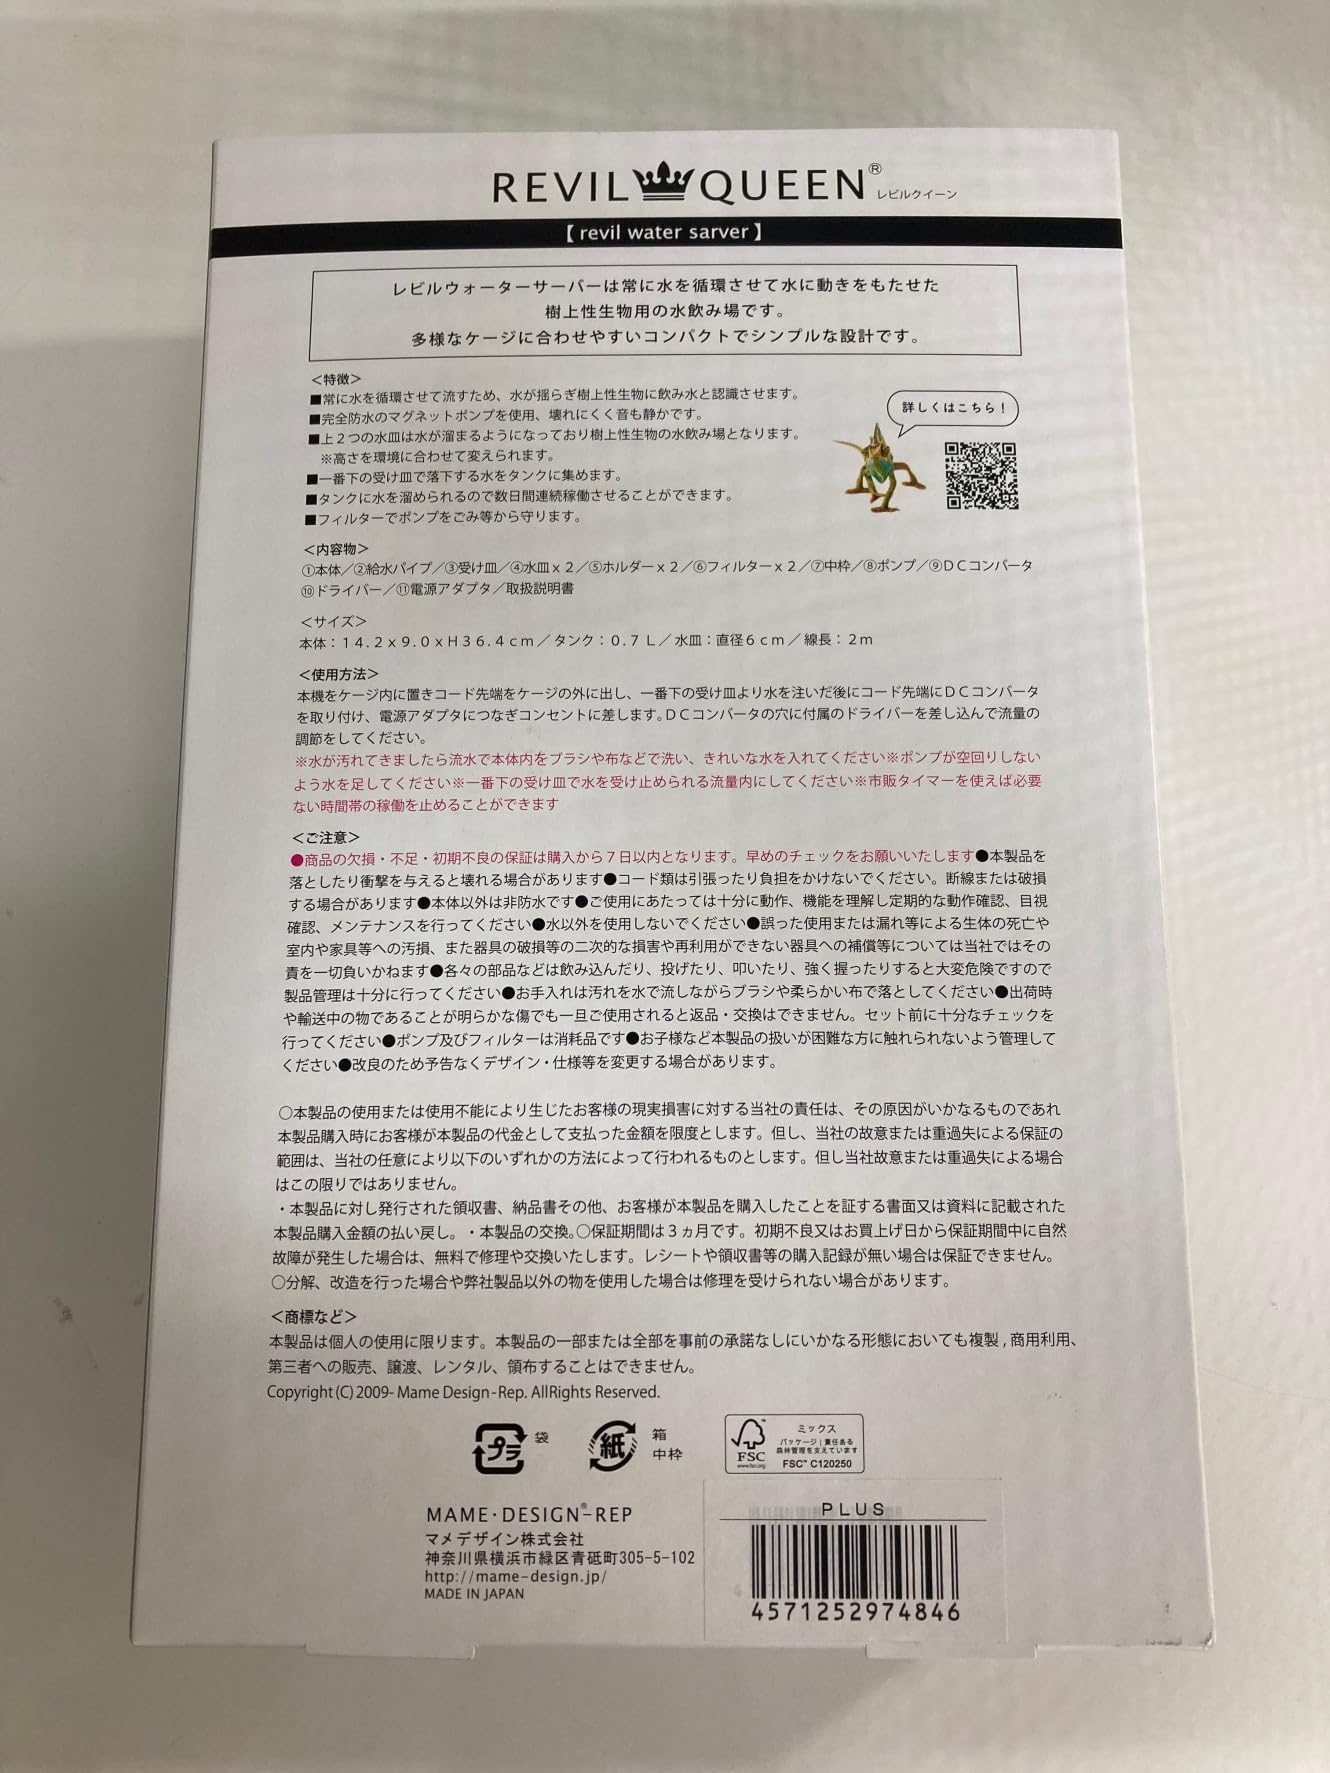 REVIL QUEEN® レビルクイーン
【revil water sarver】
レビルウォーターサーバーは常に水を循環させて水に動きをもたせた
樹上性生物用の水飲み場です。
多様なケージに合わせやすいコンパクトでシンプルな設計です。
＜特徴＞
■常に水を循環させて流すため、水が揺らぎ樹上性生物に飲み水と認識させます。
■完全防水のマグネットポンプを使用、壊れにくく音も静かです。
■上２つの水皿は水が溜まるようになっており樹上性生物の水飲み場となります。
※高さを環境に合わせて変えられます。
■一番下の受け皿で落下する水をタンクに集めます。
■タンクに水を溜められるので数日間連続稼働させることができます。
■フィルターでポンプをごみ等から守ります。
詳しくはこちら！
＜内容物＞
①本体／②給水パイプ／③受け皿／④水皿ｘ２／⑤ホルダーｘ２／⑥フィルターｘ２／⑦中枠／⑧ポンプ／⑨ＤＣコンバータ
⑩ドライバー／⑪電源アダプタ／取扱説明書
＜サイズ＞
本体：１４.２ｘ９.０ｘＨ３６.４ｃｍ／タンク：０.７Ｌ／水皿：直径６ｃｍ／線長：２ｍ
＜使用方法＞
本機をケージ内に置きコード先端をケージの外に出し、一番下の受け皿より水を注いだ後にコード先端にＤＣコンバータ
を取り付け、電源アダプタにつなぎコンセントに差します。ＤＣコンバータの穴に付属のドライバーを差し込んで流量の
調節をしてください。
※水が汚れてきましたら流水で本体内をブラシや布などで洗い、きれいな水を入れてください※ポンプが空回りしない
よう水を足してください※一番下の受け皿で水を受け止められる流量内にしてください※市販タイマーを使えば必要
ない時間帯の稼働を止めることができます
＜ご注意＞
●商品の欠損・不足・初期不良の保証は購入から７日以内となります。早めのチェックをお願いいたします●本製品を
落としたり衝撃を与えると壊れる場合があります●コード類は引張ったり負担をかけないでください。断線または破損
する場合があります●本体以外は非防水です●ご使用にあたっては十分に動作、機能を理解し定期的な動作確認、目視
確認、メンテナンスを行ってください●水以外を使用しないでください●誤った使用または漏れ等による生体の死亡や
室内や家具等への汚損、また器具の破損等の二次的な損害や再利用ができない器具への補償等については当社ではその
責を一切負いかねます●各々の部品などは飲み込んだり、投げたり、叩いたり、強く握ったりすると大変危険ですので
製品管理は十分に行ってください●お手入れは汚れを水で流しながらブラシや柔らかい布で落としてください●出荷時
や輸送中の物であることが明らかな傷でも一旦ご使用されると返品・交換はできません。セット前に十分なチェックを
行ってください●ポンプ及びフィルターは消耗品です●お子様など本製品の扱いが困難な方に触れられないよう管理して
ください●改良のため予告なくデザイン・仕様等を変更する場合があります。
○本製品の使用または使用不能により生じたお客様の現実損害に対する当社の責任は、その原因がいかなるものであれ
本製品購入時にお客様が本製品の代金として支払った金額を限度とします。但し、当社の故意または重過失による保証の
範囲は、当社の任意により以下のいずれかの方法によって行われるものとします。但し当社故意または重過失による場合
はこの限りではありません。
・本製品に対し発行された領収書、納品書その他、お客様が本製品を購入したことを証する書面又は資料に記載された
本製品購入金額の払い戻し。・本製品の交換。○保証期間は３ヵ月です。初期不良又はお買上げ日から保証期間中に自然
故障が発生した場合は、無料で修理や交換いたします。レシートや領収書等の購入記録が無い場合は保証できません。
○分解、改造を行った場合や弊社製品以外の物を使用した場合は修理を受けられない場合があります。
＜商標など＞
本製品は個人の使用に限ります。本製品の一部または全部を事前の承諾なしにいかなる形態においても複製,商用利用、
第三者への販売、譲渡、レンタル、領布することはできません。
Copyright(C) 2009- Mame Design-Rep. AllRights Reserved.
プラ 袋
紙 箱
中枠
FSC
www.fsc.org
ミックス
パッケージ｜責任ある
森林管理を支えています
FSC™ C120250
MAME・DESIGN®-REP
マメデザイン株式会社
神奈川県横浜市緑区青砥町305-5-102
http://mame-design.jp/
MADE IN JAPAN
PLUS
4571252974846